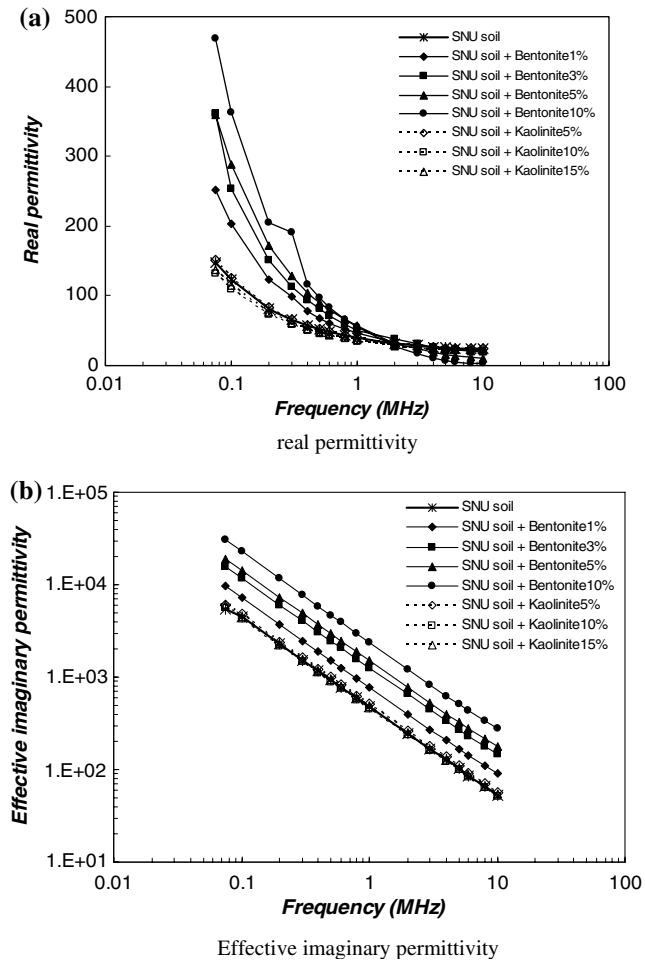 (a)
500
400
300
200
100
0
0.01
0.1
1
10
100
Real permittivity
Frequency (MHz)
SNU soil
SNU soil + Bentonite1%
SNU soil + Bentonite3%
SNU soil + Bentonite5%
SNU soil + Bentonite10%
SNU soil + Kaolinite5%
SNU soil + Kaolinite10%
SNU soil + Kaolinite15%
real permittivity
(b)
1.E+05
1.E+04
1.E+03
1.E+02
1.E+01
0.01
0.1
1
10
100
Effective imaginary permittivity
Frequency (MHz)
SNU soil
SNU soil + Bentonite1%
SNU soil + Bentonite3%
SNU soil + Bentonite5%
SNU soil + Bentonite10%
SNU soil + Kaolinite5%
SNU soil + Kaolinite10%
SNU soil + Kaolinite15%
Effective imaginary permittivity